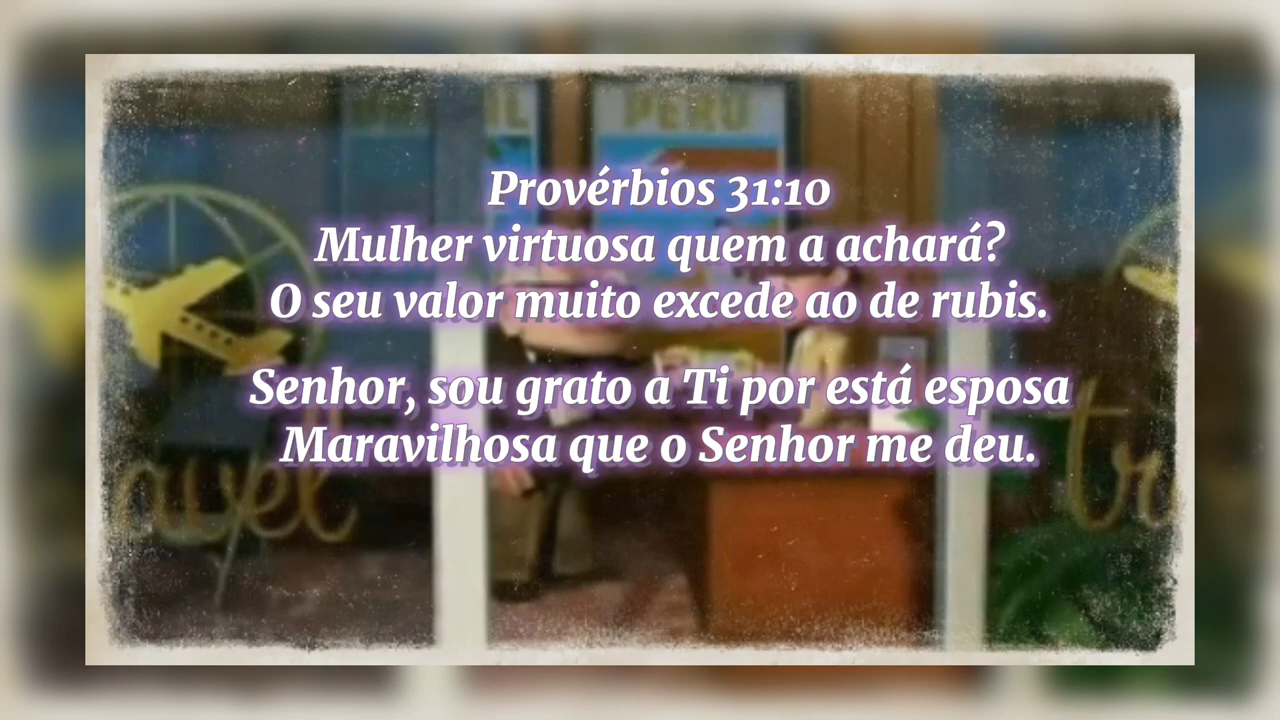 PERU
Provérbios 31:10
Mulher virtuosa quem a achará?
O seu valor muito excede ao de rubis.
Senhor, sou grato a Ti por está esposa
Maravilhosa que o Senhor me deu.